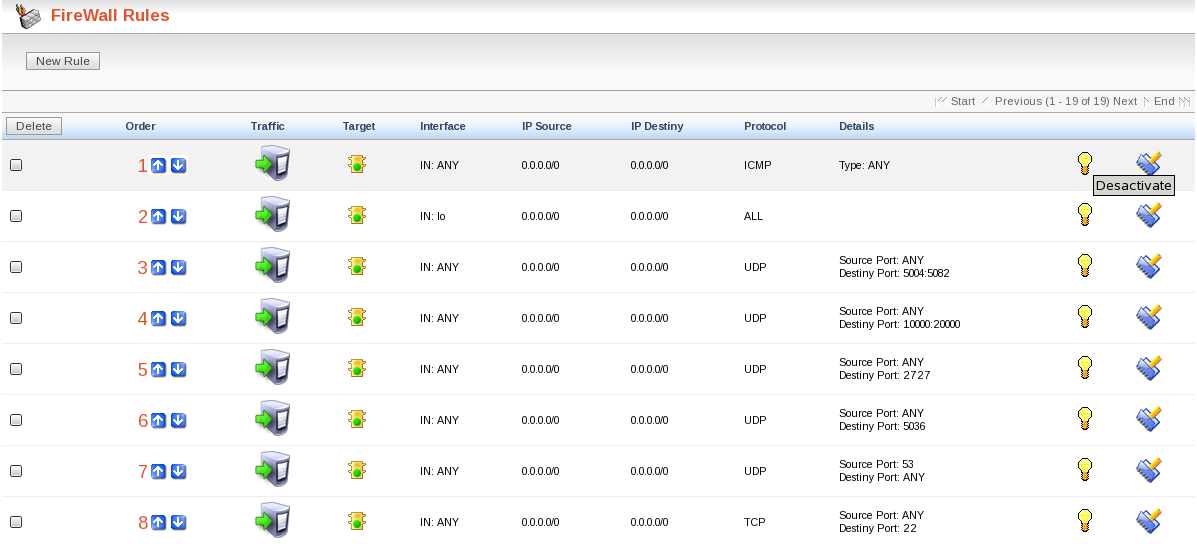 FireWall Rules
New Rule
Start Previous (1 - 19 of 19) Next End
Delete Order Traffic Target Interface IP Source IP Destiny Protocol Details
1 IN: ANY 0.0.0.0/0 0.0.0.0/0 ICMP Type: ANY
Desactivate
2 IN: lo 0.0.0.0/0 0.0.0.0/0 ALL
3 IN: ANY 0.0.0.0/0 0.0.0.0/0 UDP Source Port: ANY
Destiny Port: 5004:5082
4 IN: ANY 0.0.0.0/0 0.0.0.0/0 UDP Source Port: ANY
Destiny Port: 10000:20000
5 IN: ANY 0.0.0.0/0 0.0.0.0/0 UDP Source Port: ANY
Destiny Port: 2727
6 IN: ANY 0.0.0.0/0 0.0.0.0/0 UDP Source Port: ANY
Destiny Port: 5036
7 IN: ANY 0.0.0.0/0 0.0.0.0/0 UDP Source Port: 53
Destiny Port: ANY
8 IN: ANY 0.0.0.0/0 0.0.0.0/0 TCP Source Port: ANY
Destiny Port: 22